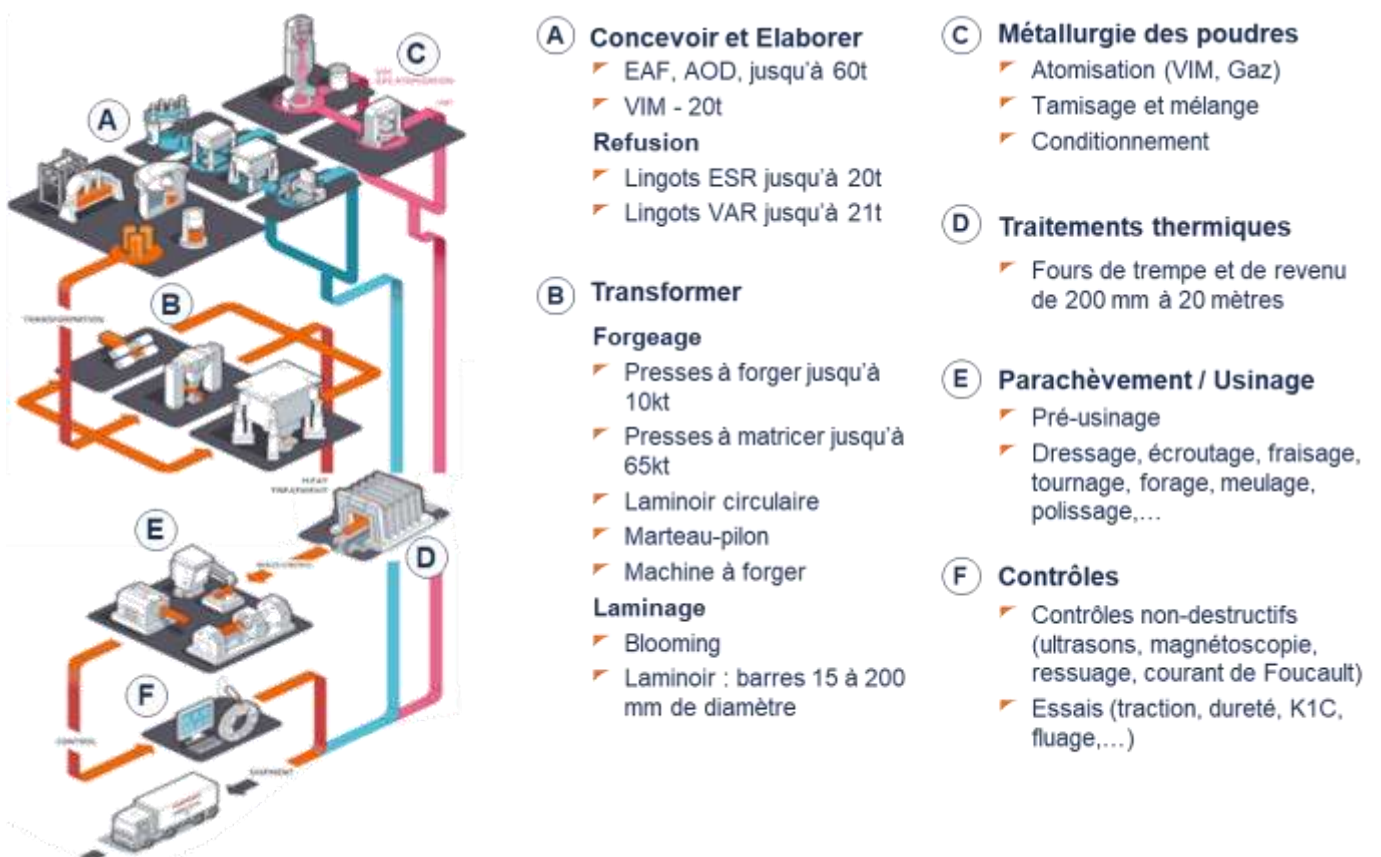 A
B
C
D
E
F
TRANSFORMATION
CONTROL
SHIPMENT
A Concevoir et Elaborer
EAF, AOD, jusqu'à 60t
VIM - 20t
Refusion
Lingots ESR jusqu'à 20t
Lingots VAR jusqu'à 21t
B Transformer
Forgeage
Presses à forger jusqu'à
10kt
Presses à matricer jusqu'à
65kt
Laminoir circulaire
Marteau-pilon
Machine à forger
Laminage
Blooming
Laminoir : barres 15 à 200
mm de diamètre
C Métallurgie des poudres
Atomisation (VIM, Gaz)
Tamisage et mélange
Conditionnement
D Traitements thermiques
Fours de trempe et de revenu
de 200 mm à 20 mètres
E Parachèvement / Usinage
Pré-usinage
Dressage, écroutage, fraisage,
tournage, forage, meulage,
polissage,…
F Contrôles
Contrôles non-destructifs
(ultrasons, magnétoscopie,
ressuage, courant de Foucault)
Essais (traction, dureté, K1C,
fluage,…)